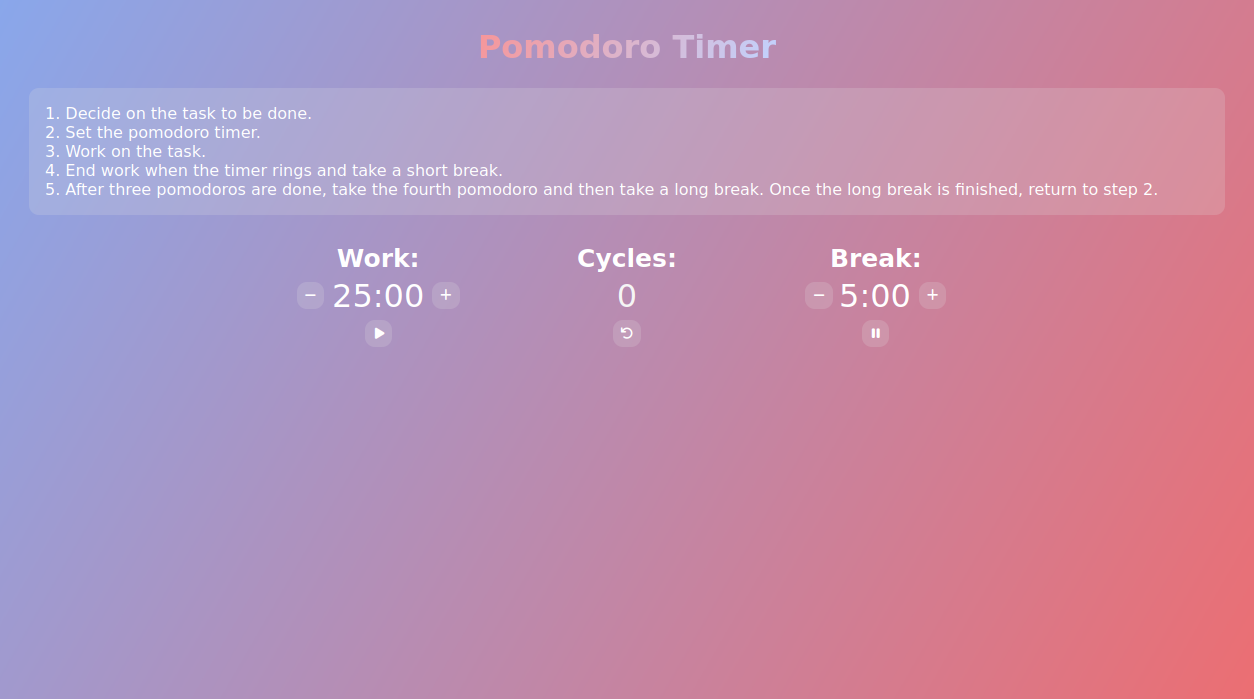 Pomodoro Timer
1. Decide on the task to be done.
2. Set the pomodoro timer.
3. Work on the task.
4. End work when the timer rings and take a short break.
5. After three pomodoros are done, take the fourth pomodoro and then take a long break. Once the long break is finished, return to step 2.
Work: Cycles: Break:
− 25:00 + 0 − 5:00 +